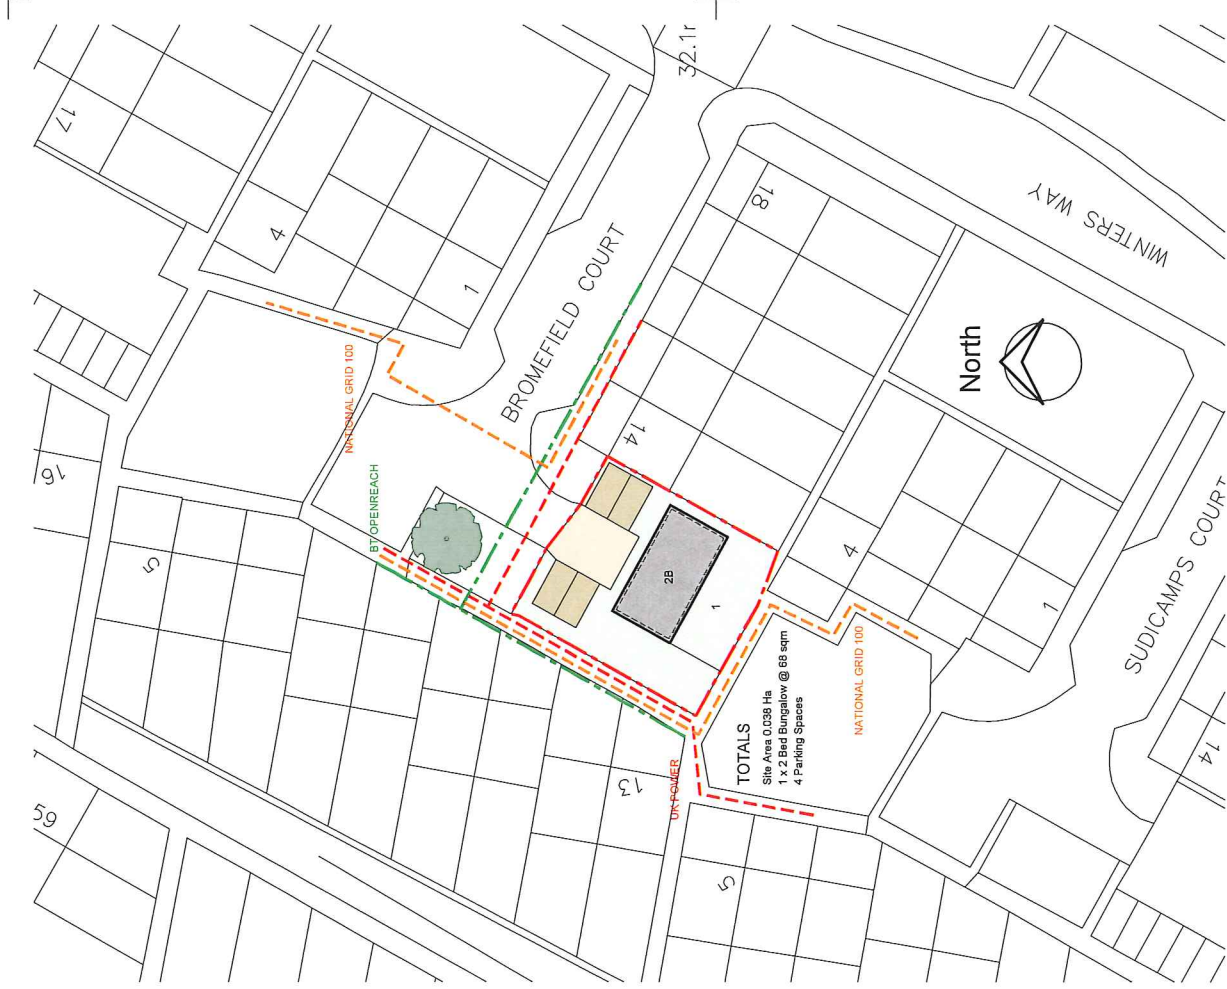 32.1r
17
4
1
BROMEFIELD COURT
18
WINTERS WAY
North
NATIONAL GRID 100
BT OPENREACH
16
5
14
2B
1
4
1
SUDICAMPS COURT
14
TOTALS
Site Area 0.038 Ha
1 x 2 Bed Bungalow @ 68 sqm
4 Parking Spaces
NATIONAL GRID 100
UK POWER
13
5
59